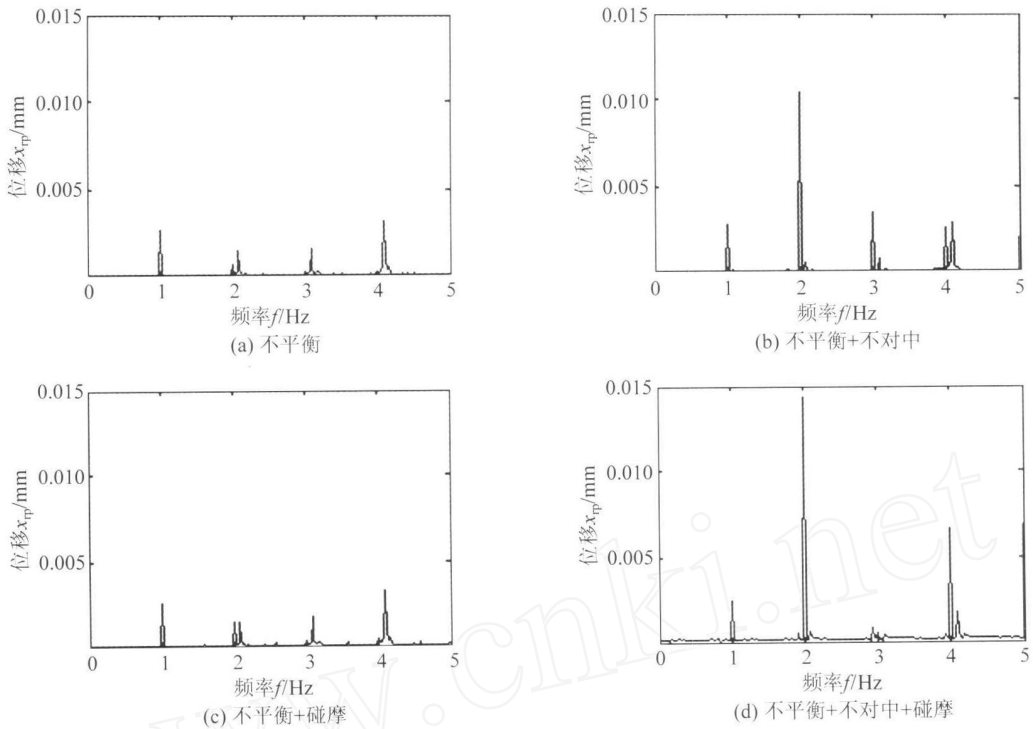 0.015
0.010
0.005
位移xrp/mm
0 1 2 3 4 5
频率f/Hz
(a) 不平衡
0.015
0.010
0.005
位移xrp/mm
0 1 2 3 4 5
频率f/Hz
(b) 不平衡+不对中
0.015
0.010
0.005
位移xrp/mm
0 1 2 3 4 5
频率f/Hz
(c) 不平衡+碰摩
0.015
0.010
0.005
位移xrp/mm
0 1 2 3 4 5
频率f/Hz
(d) 不平衡+不对中+碰摩
www.cnki.net